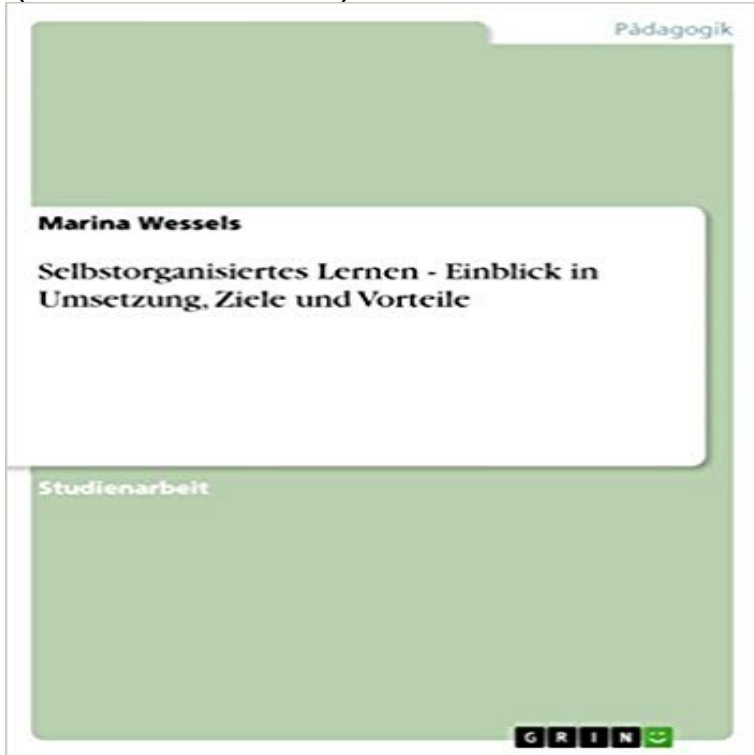 Pädagogik
Marina Wessels
Selbstorganisiertes Lernen - Einblick in
Umsetzung, Ziele und Vorteile
Studienarbeit
GRIN